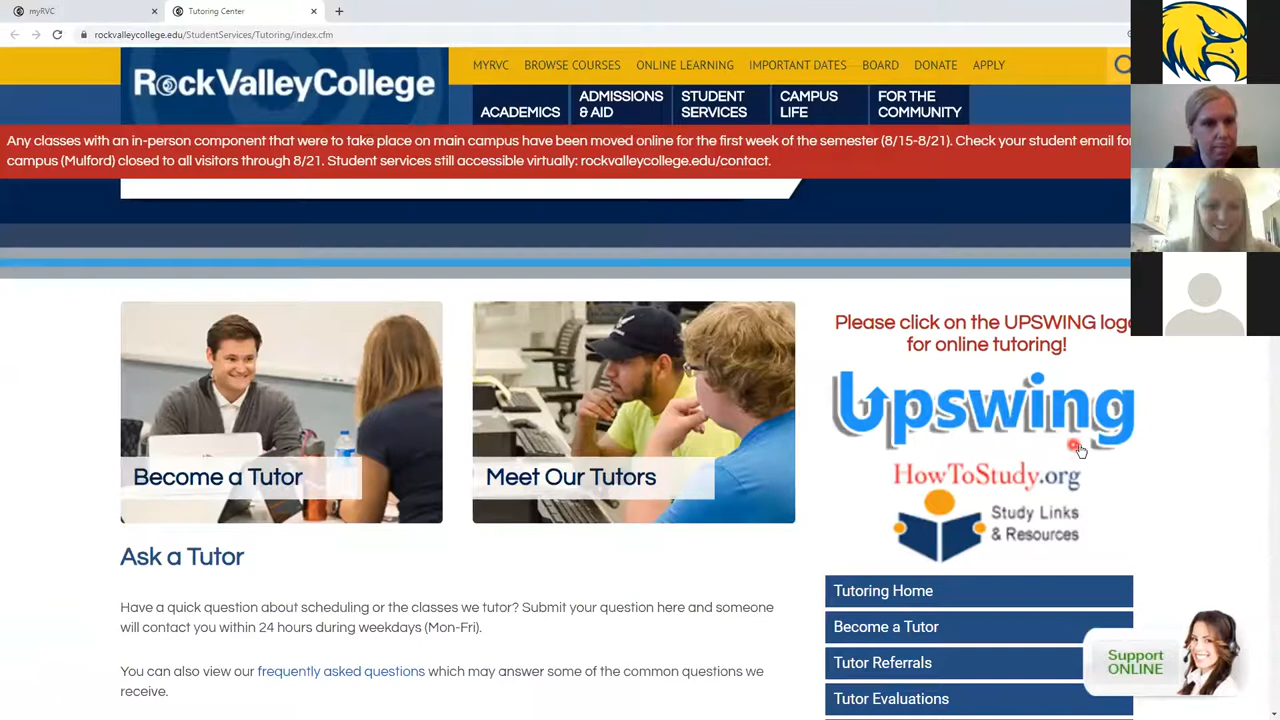 myRVC
Tutoring Center
rockvalleycollege.edu/StudentServices/Tutoring/index.cfm
RockValleyCollege
MYRVC
BROWSE COURSES
ONLINE LEARNING
IMPORTANT DATES
BOARD
DONATE
APPLY
ACADEMICS
ADMISSIONS
& AID
STUDENT
SERVICES
CAMPUS
LIFE
FOR THE
COMMUNITY
Any classes with an in-person component that were to take place on main campus have been moved online for the first week of the semester (8/15-8/21). Check your student email for
campus (Mulford) closed to all visitors through 8/21. Student services still accessible virtually: rockvalleycollege.edu/contact.
Become a Tutor
Meet Our Tutors
Please click on the UPSWING logo
for online tutoring!
Upswing
HowToStudy.org
Study Links
& Resources
Ask a Tutor
Have a quick question about scheduling or the classes we tutor? Submit your question here and someone
will contact you within 24 hours during weekdays (Mon-Fri).
You can also view our frequently asked questions which may answer some of the common questions we
receive.
Tutoring Home
Become a Tutor
Tutor Referrals
Tutor Evaluations
Support
ONLINE